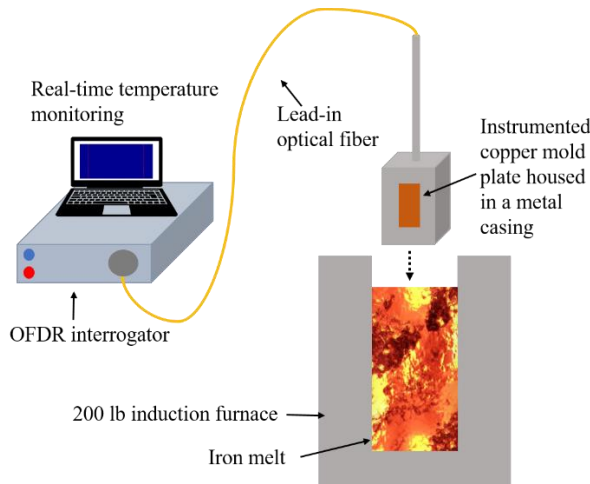 Real-time temperature
monitoring
Lead-in
optical fiber
Instrumented
copper mold
plate housed
in a metal
casing
OFDR interrogator
200 lb induction furnace
Iron melt